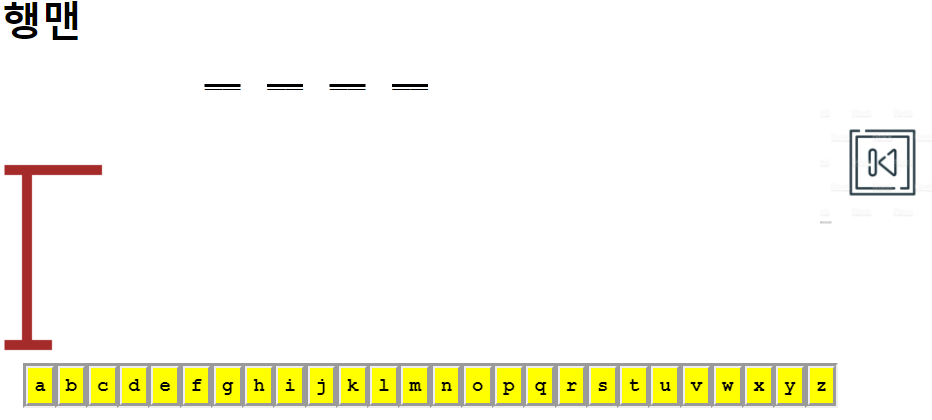 행맨
a b c d e f g h i j k l m n o p q r s t u v w x y z